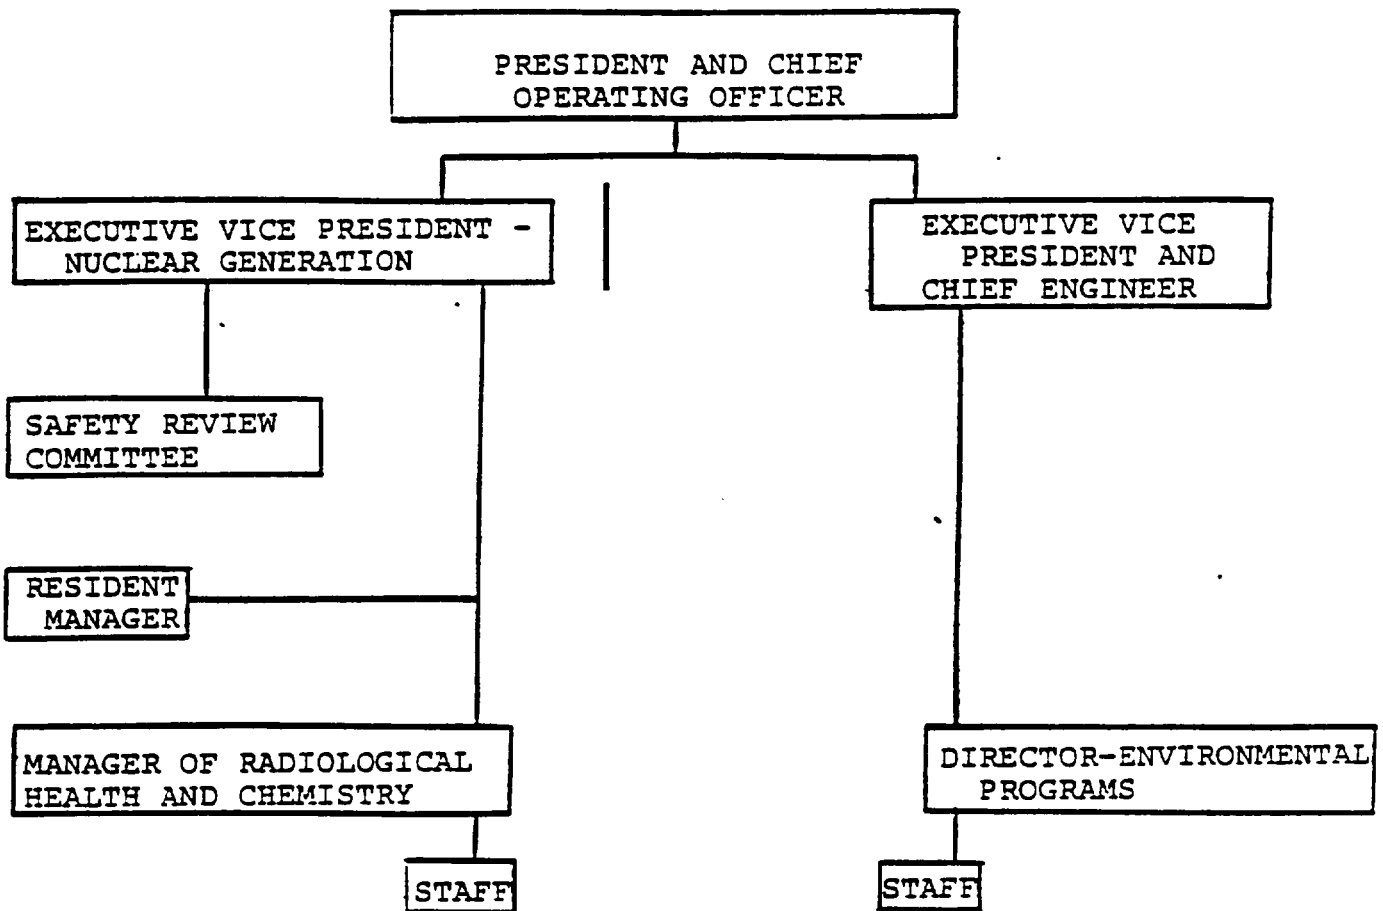 PRESIDENT AND CHIEF
OPERATING OFFICER
EXECUTIVE VICE PRESIDENT -
NUCLEAR GENERATION
EXECUTIVE VICE
PRESIDENT AND
CHIEF ENGINEER
SAFETY REVIEW
COMMITTEE
RESIDENT
MANAGER
MANAGER OF RADIOLOGICAL
HEALTH AND CHEMISTRY
DIRECTOR-ENVIRONMENTAL
PROGRAMS
STAFF
STAFF